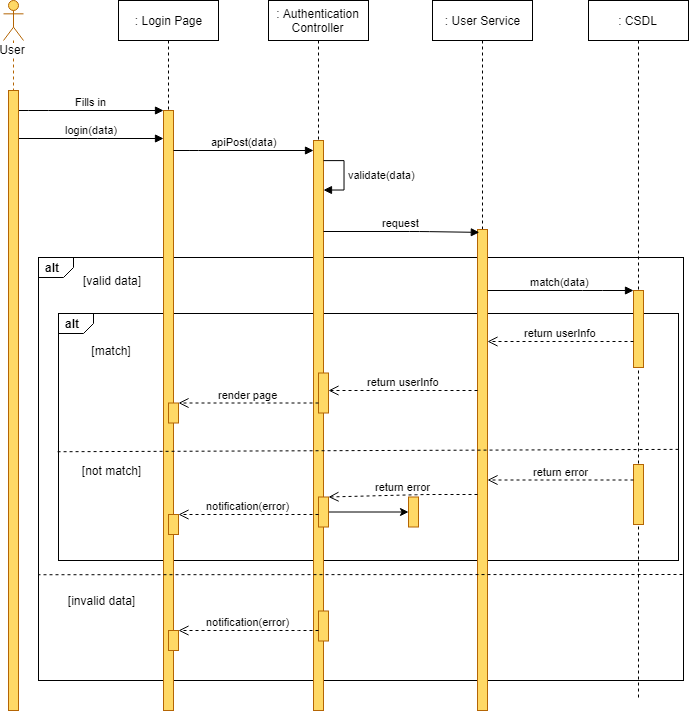 User
: Login Page
: Authentication
Controller
: User Service
: CSDL
Fills in
login(data)
apiPost(data)
validate(data)
request
alt
[valid data]
match(data)
alt
return userInfo
[match]
return userInfo
render page
[not match]
return error
return error
notification(error)
[invalid data]
notification(error)